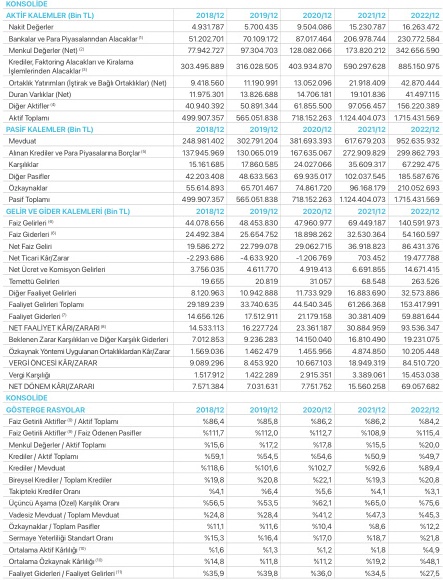 KONSOLİDE
AKTİF KALEMLER (Bin TL) 2018/12 2019/12 2020/12 2021/12 2022/12
Nakit Değerler 4.931.787 5.700.435 9.504.086 15.230.787 16.263.472
Bankalar ve Para Piyasalarından Alacaklar (1) 51.202.701 70.109.172 87.017.464 206.978.744 230.772.584
Menkul Değerler (Net) (2) 77.942.727 97.304.703 128.082.066 173.820.212 342.656.590
Krediler, Faktoring Alacakları ve Kiralama
İşlemlerinden Alacaklar (3) 303.495.889 316.028.505 403.934.870 590.297.628 885.150.975
Ortaklık Yatırımları (İştirak ve Bağlı Ortaklıklar) (Net) 9.418.560 11.190.991 13.052.096 21.918.409 42.870.444
Duran Varlıklar (Net) 11.975.301 13.826.588 14.706.181 19.101.836 41.497.115
Diğer Aktifler (4) 40.940.392 50.891.344 61.855.500 97.056.457 156.220.389
Aktif Toplamı 499.907.357 565.051.738 718.152.263 1.124.404.073 1.715.431.569
PASİF KALEMLER (Bin TL) 2018/12 2019/12 2020/12 2021/12 2022/12
Mevduat 248.981.402 302.791.204 381.693.393 617.679.203 952.635.932
Alınan Krediler ve Para Piyasalarına Borçlar (5) 137.945.969 130.065.019 167.635.067 272.909.829 299.862.793
Karşılıklar 15.161.685 17.860.585 24.027.066 35.609.317 67.292.475
Diğer Pasifler 42.203.408 48.633.563 69.935.017 102.037.545 185.587.676
Özkaynaklar 55.614.893 65.701.467 74.861.720 96.168.179 210.052.693
Pasif Toplamı 499.907.357 565.051.838 718.152.263 1.124.404.073 1.715.431.569
GELİR VE GİDER KALEMLERİ (Bin TL) 2018/12 2019/12 2020/12 2021/12 2022/12
Faiz Gelirleri (4) 44.078.656 48.453.830 47.960.977 69.449.187 140.591.973
Faiz Giderleri (6) 24.492.384 25.654.752 18.898.262 32.530.364 54.160.597
Net Faiz Geliri 19.586.272 22.799.078 29.062.715 36.918.823 86.431.376
Net Ticari Kâr/Zarar -2.293.686 -4.633.920 -1.206.769 703.452 19.477.788
Net Ücret ve Komisyon Gelirleri 3.756.035 4.611.770 4.919.413 6.691.855 14.671.415
Temettü Gelirleri 19.655 20.819 31.057 68.548 263.526
Diğer Faaliyet Gelirleri 8.120.963 10.942.888 11.733.929 16.883.690 32.573.886
Faaliyet Gelirleri Toplamı 29.189.239 33.740.635 44.540.345 61.266.368 153.417.991
Faaliyet Giderleri (7) 14.656.126 17.512.911 21.179.158 30.381.409 59.881.644
NET FAALİYET KÂRI/ZARARI (8) 14.533.113 16.227.724 23.361.187 30.884.959 93.536.347
Beklenen Zarar Karşılıkları ve Diğer Karşılık Giderleri 7.012.853 9.236.283 14.150.040 16.810.490 19.231.075
Özkaynak Yöntemi Uygulanan Ortaklıklardan Kâr/Zarar 1.569.036 1.462.479 1.455.956 4.874.850 10.205.448
VERGİ ÖNCESİ KÂR/ZARAR 9.089.296 8.453.920 10.667.103 18.949.319 84.510.720
Vergi Karşılığı 1.517.912 1.422.289 2.915.351 3.389.061 15.453.038
NET DÖNEM KÂRI/ZARARI 7.571.384 7.031.631 7.751.752 15.560.258 69.057.682
KONSOLİDE
GÖSTERGE RASYOLAR 2018/12 2019/12 2020/12 2021/12 2022/12
Faiz Getirili Aktifler (9) / Aktif Toplamı %86,4 %85,8 %86,2 %86,2 %84,2
Faiz Getirili Aktifler (9) / Faiz Ödenen Pasifler %111,7 %112,0 %112,7 %108,9 %115,4
Menkul Değerler / Aktif Toplamı %15,6 %17,2 %17,8 %15,5 %20,0
Krediler / Aktif Toplamı %59,1 %54,5 %54,6 %50,9 %49,7
Krediler / Mevduat %118,6 %101,6 %102,7 %92,6 %89,4
Bireysel Krediler / Toplam Krediler %19,8 %20,8 %22,1 %19,3 %20,8
Takipteki Krediler Oranı %4,1 %6,4 %5,6 %4,1 %3,1
Üçüncü Aşama (Özel) Karşılık Oranı %56,5 %53,5 %62,1 %65,0 %75,6
Vadesiz Mevduat / Toplam Mevduat %24,8 %28,4 %41,2 %47,3 %45,3
Özkaynaklar / Toplam Pasifler %11,1 %11,6 %10,4 %8,6 %12,2
Sermaye Yeterliliği Standart Oranı %15,3 %16,4 %17,0 %18,7 %21,8
Ortalama Aktif Kârlılığı (10) %1,6 %1,3 %1,2 %1,8 %4,9
Ortalama Özkaynak Kârlılığı (10) %14,8 %11,8 %11,2 %19,2 %48,1
Faaliyet Giderleri / Faaliyet Gelirleri (11) %35,9 %39,8 %36,0 %34,5 %27,5